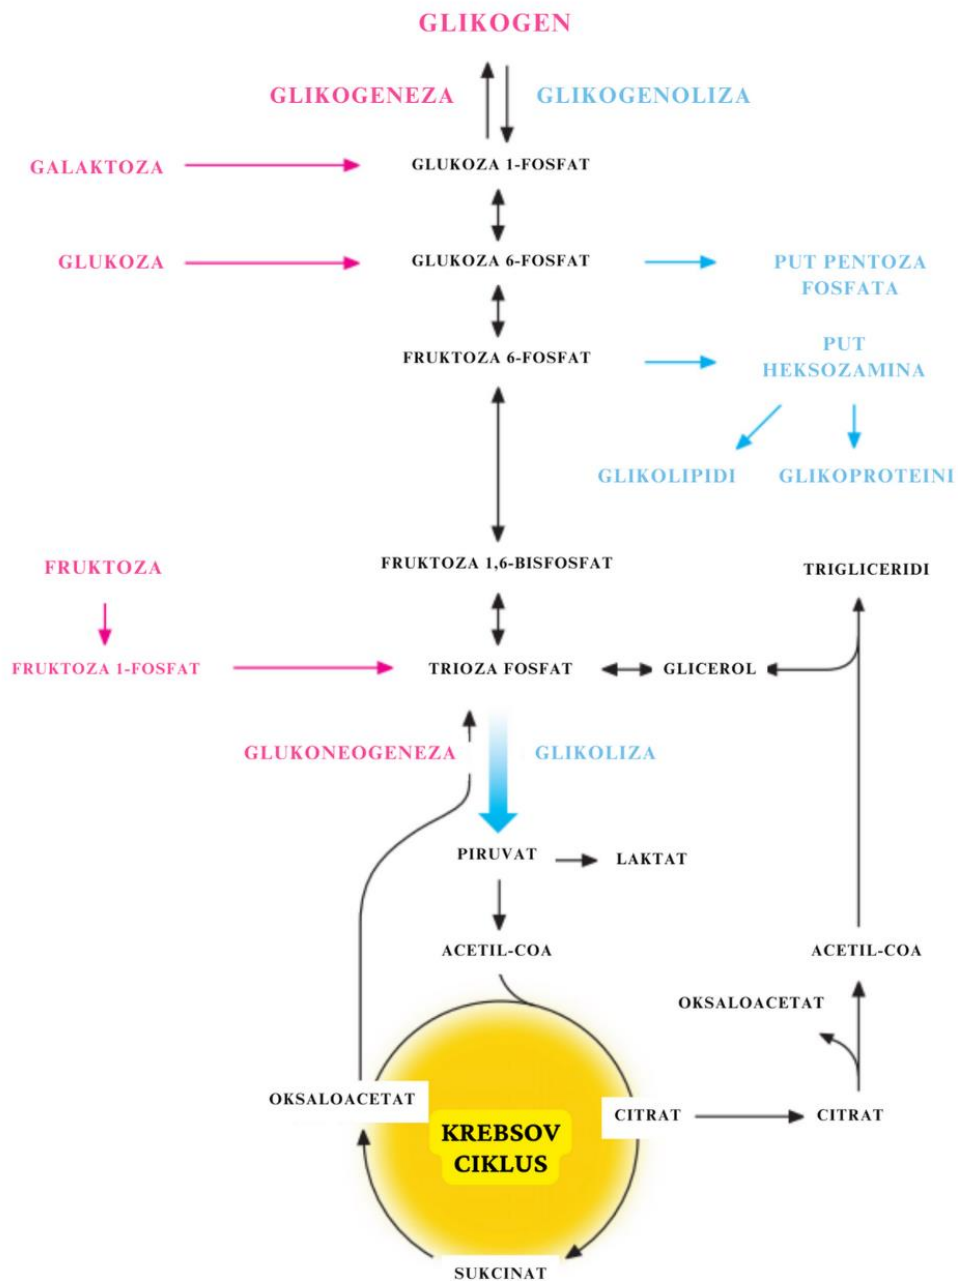 GLIKOGEN
GLIKOGENEZA
GLIKOGENOLIZA
GALAKTOZA
GLUKOZA 1-FOSFAT
GLUKOZA
GLUKOZA 6-FOSFAT
PUT PENTOZA
FOSFATA
FRUKTOZA 6-FOSFAT
PUT
HEKSOZAMINA
GLIKOLIPIDI
GLIKOPROTEINI
FRUKTOZA
FRUKTOZA 1,6-BISFOSFAT
TRIGLICERIDI
FRUKTOZA 1-FOSFAT
TRIOZA FOSFAT
GLICEROL
GLUKONEOGENEZA
GLIKOLIZA
PIRUVAT
LAKTAT
ACETIL-COA
ACETIL-COA
OKSALOACETAT
OKSALOACETAT
CITRAT
CITRAT
KREBSOV
CIKLUS
SUKCINAT